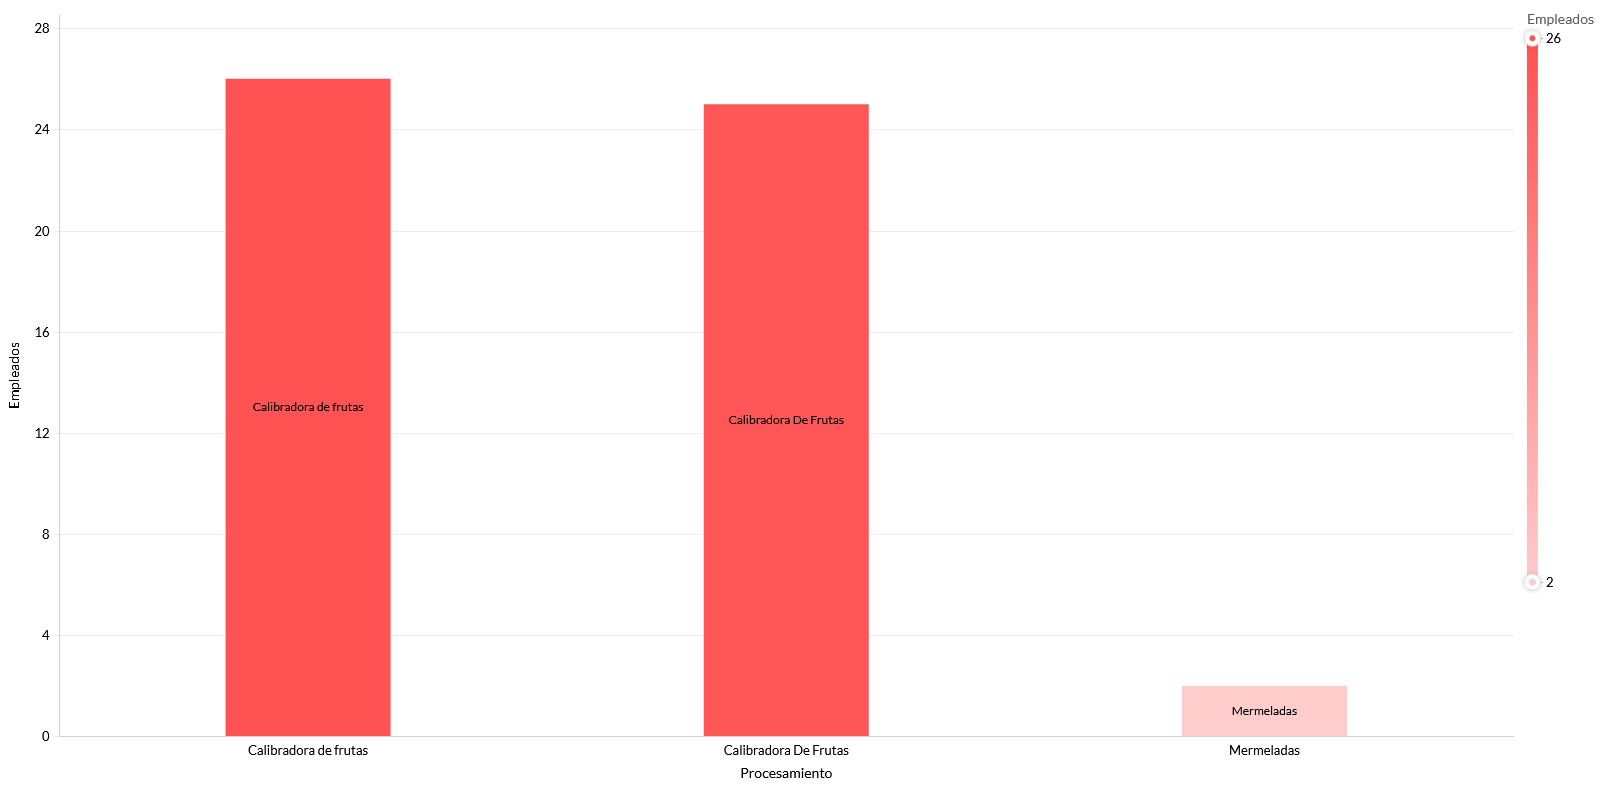 Empleados
26
2
28
24
20
16
12
8
4
0
Empleados
Calibradora de frutas
Calibradora De Frutas
Mermeladas
Calibradora de frutas
Calibradora De Frutas
Mermeladas
Procesamiento